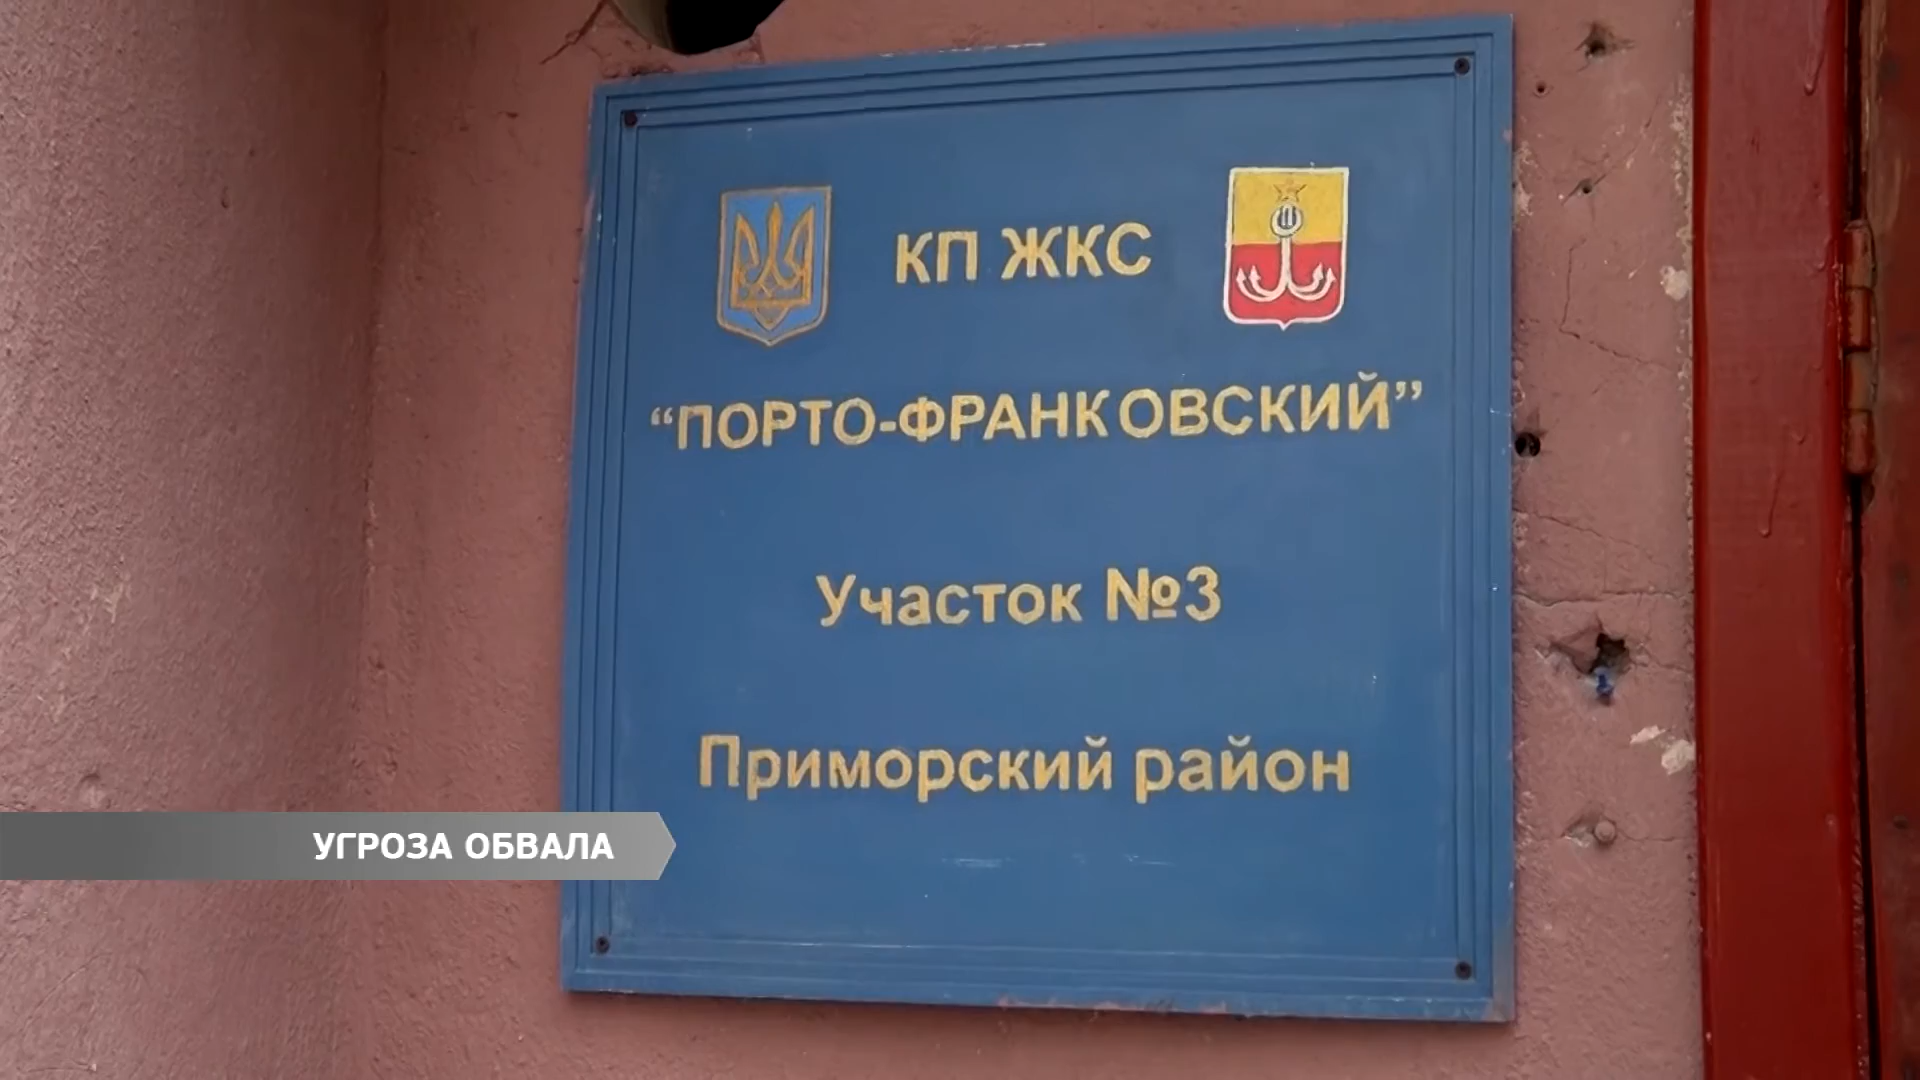 КП ЖКС
“ПОРТО-ФРАНКОВСКИЙ”
Участок №3
Приморский район
УГРОЗА ОБВАЛА